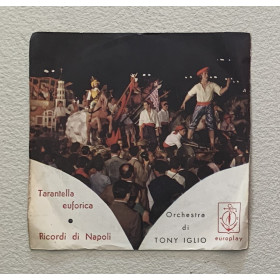 Tarantella
euforica
Ricordi di Napoli
Orchestra
di
TONY IGLIO
europlay